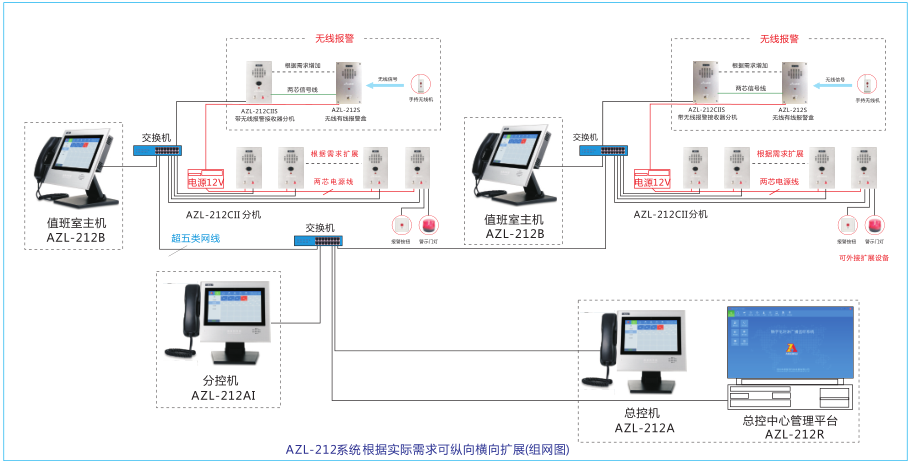 无线报警
根据需求增加
两芯信号线
无线信号
手持无线机
AZL-212CIIS
带无线报警接收器分机
AZL-212S
无线有线报警盒
交换机
电源12V
根据需求扩展
两芯电源线
AZL-212CII分机
报警按钮
警示门灯
值班室主机
AZL-212B
超五类网线
无线报警
根据需求增加
两芯信号线
无线信号
手持无线机
AZL-212CIIS
带无线报警接收器分机
AZL-212S
无线有线报警盒
交换机
电源12V
根据需求扩展
两芯电源线
AZL-212CII分机
报警按钮
警示门灯
可外接扩展设备
值班室主机
AZL-212B
交换机
分控机
AZL-212AI
总控机
AZL-212A
总控中心管理平台
AZL-212R
AZL-212系统根据实际需求可纵向横向扩展(组网图)